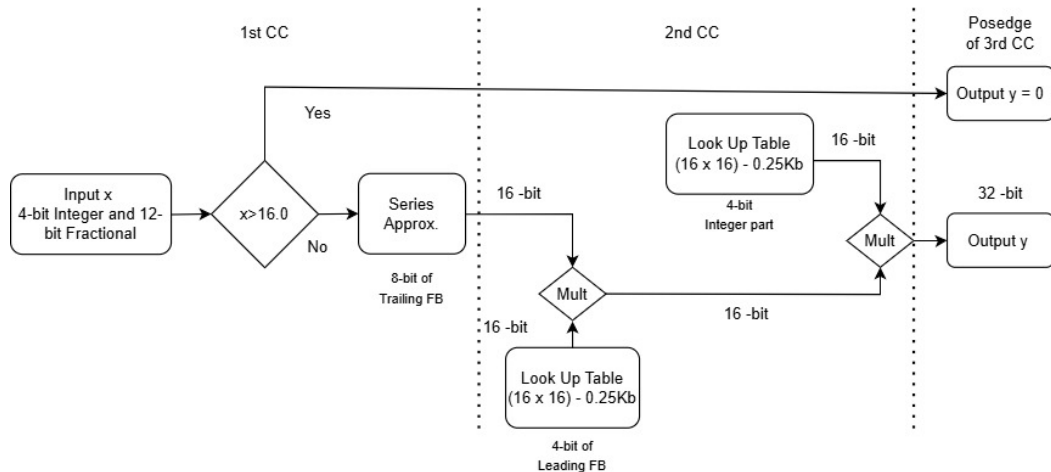 1st CC
2nd CC
Posedge
of 3rd CC
Yes
Output y = 0
Look Up Table
(16 x 16) - 0.25Kb
16 -bit
4-bit
Integer part
Input x
4-bit Integer and 12-
bit Fractional
x>16.0
No
Series
Approx.
8-bit of
Trailing FB
16 -bit
Mult
16 -bit
Mult
32 -bit
Output y
16 -bit
Look Up Table
(16 x 16) - 0.25Kb
4-bit of
Leading FB